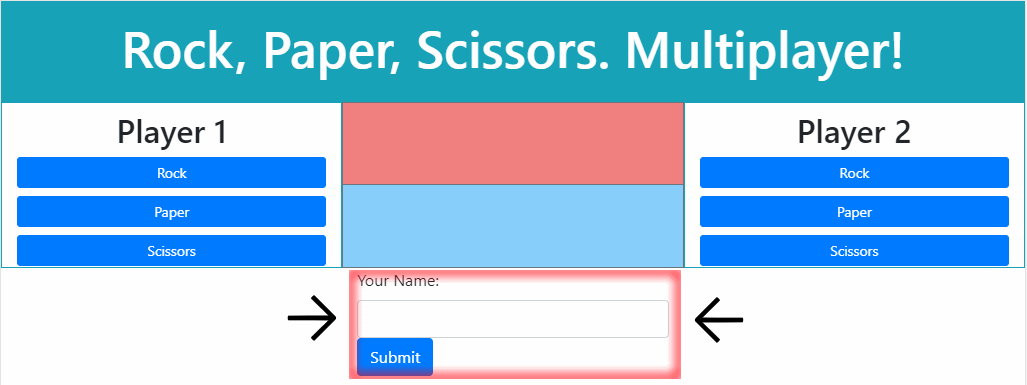 Rock, Paper, Scissors. Multiplayer!
Player 1
Rock
Paper
Scissors
Player 2
Rock
Paper
Scissors
Your Name:
Submit